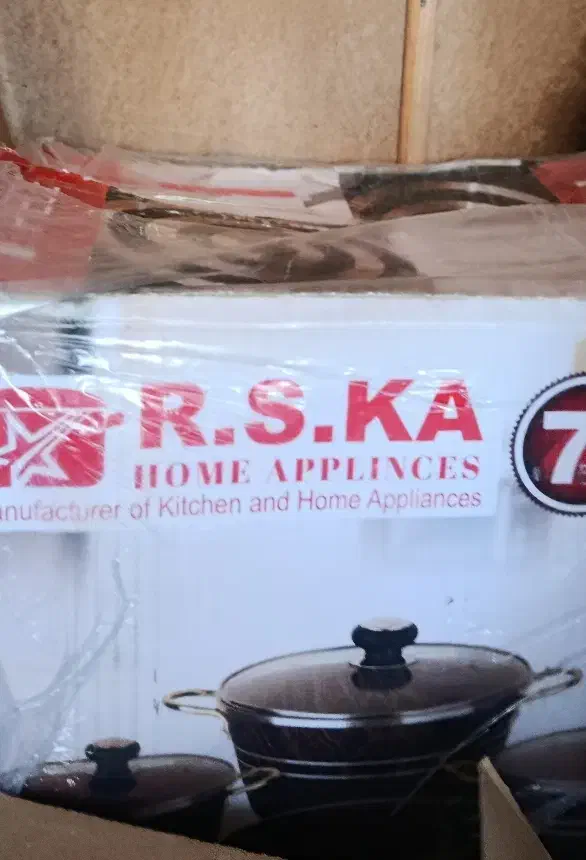 R.S.KA
HOME APPLINCES
anufacturer of Kitchen and Home Appliances
7